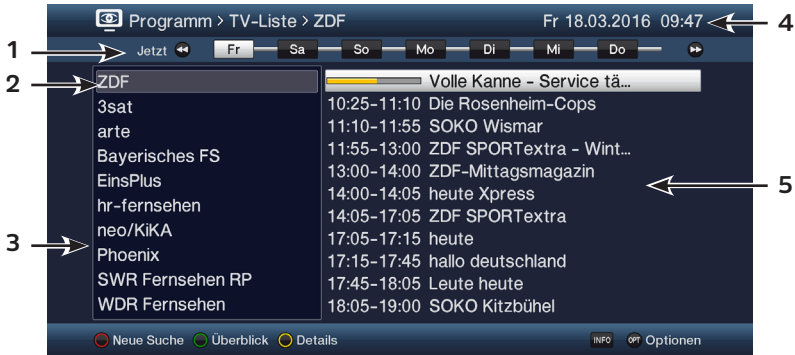 Programm > TV-Liste > ZDF
Fr 18.03.2016 09:47
4
1
Jetzt Fr Sa So Mo Di Mi Do
2
ZDF
3sat
arte
Bayerisches FS
EinsPlus
hr-fernsehen
neo/KiKA
3
Phoenix
SWR Fernsehen RP
WDR Fernsehen
Volle Kanne - Service tä...
10:25-11:10 Die Rosenheim-Cops
11:10-11:55 SOKO Wismar
11:55-13:00 ZDF SPORTextra - Wint...
13:00-14:00 ZDF-Mittagsmagazin
14:00-14:05 heute Xpress
5
14:05-17:05 ZDF SPORTextra
17:05-17:15 heute
17:15-17:45 hallo deutschland
17:45-18:05 Leute heute
18:05-19:00 SOKO Kitzbühel
Neue Suche Überblick Details
INFO OPT Optionen